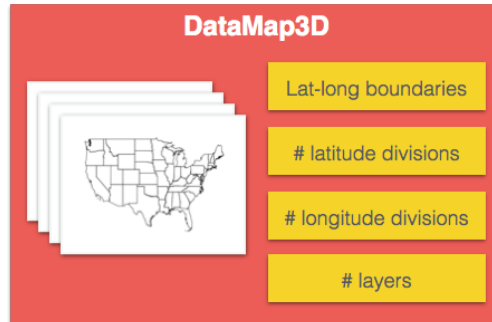 DataMap3D
Lat-long boundaries
# latitude divisions
# longitude divisions
# layers